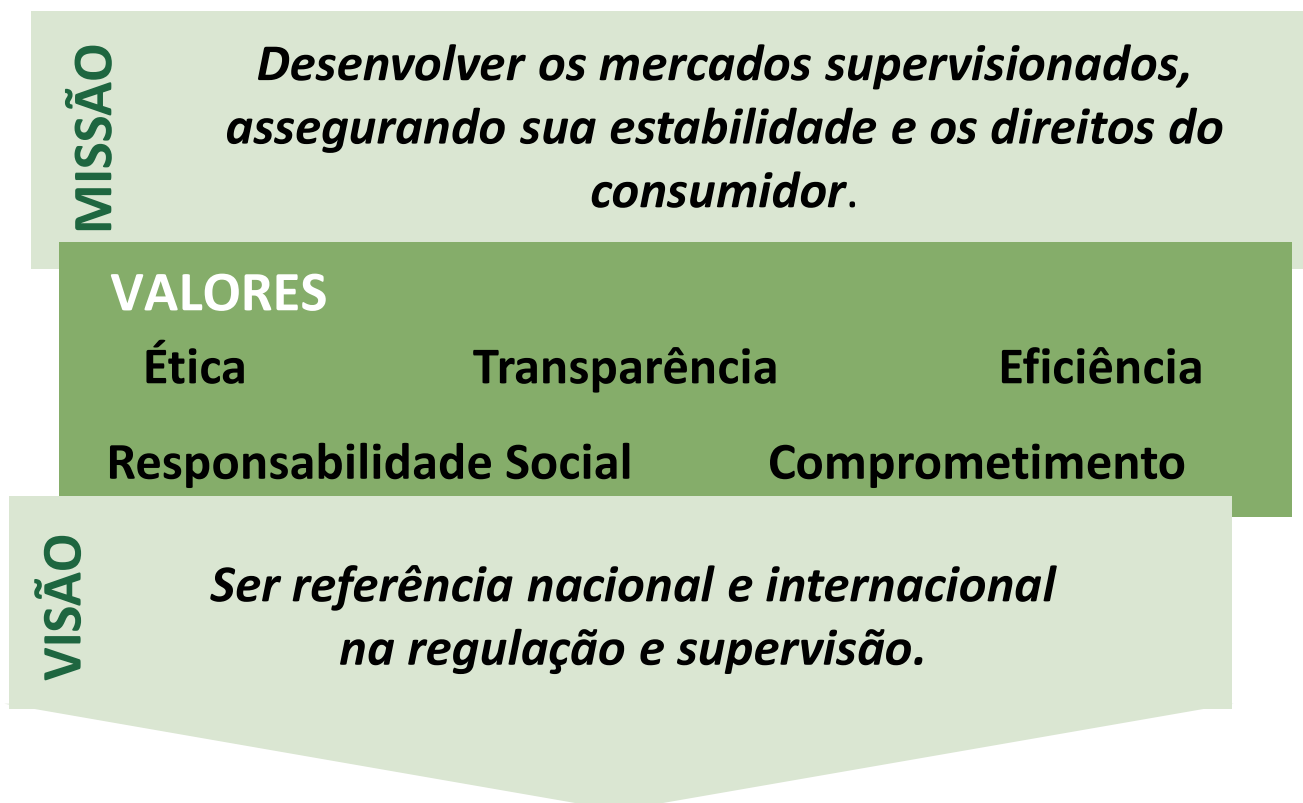 MISSÃO
Desenvolver os mercados supervisionados,
assegurando sua estabilidade e os direitos do
consumidor.
VALORES
Ética Transparência Eficiência
Responsabilidade Social Comprometimento
VISÃO
Ser referência nacional e internacional
na regulação e supervisão.